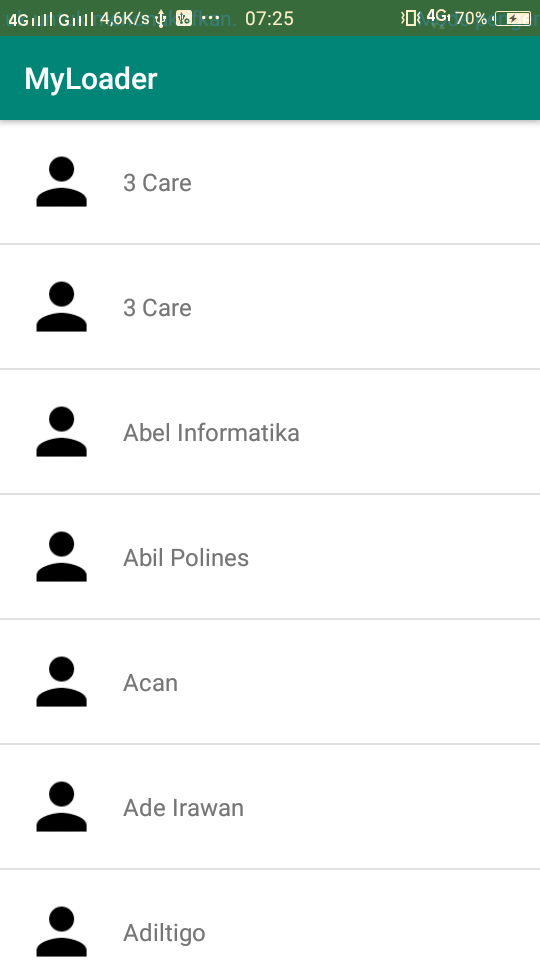 4G G 4,6K/s ... 07:25 4G 70%
MyLoader
3 Care
3 Care
Abel Informatika
Abil Polines
Acan
Ade Irawan
Adiltigo